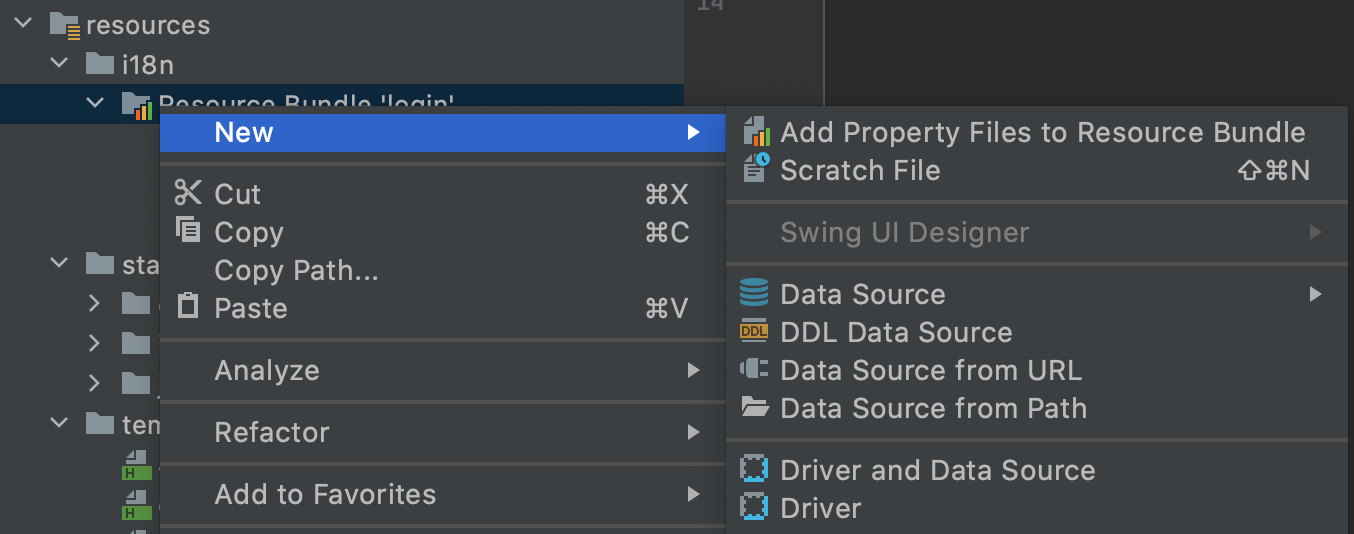 resources
14
i18n
Resource Bundle 'login'
New
Add Property Files to Resource Bundle
Scratch File ⇧⌘N
Cut ⌘X
Copy ⌘C
Swing UI Designer
Copy Path...
Paste ⌘V
Data Source
DDL DDL Data Source
Analyze
Data Source from URL
Data Source from Path
Refactor
Driver and Data Source
Add to Favorites
Driver
sta
tem
H
H